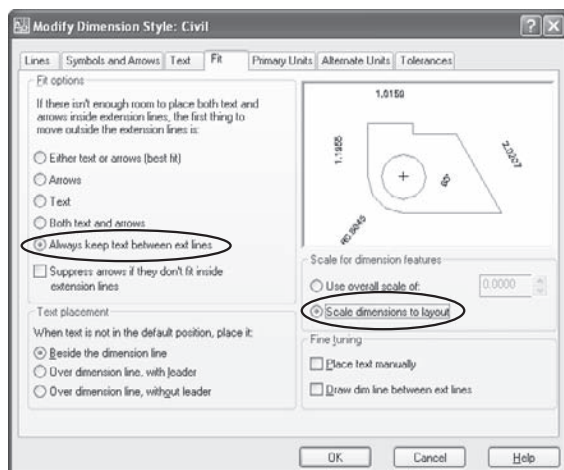 Modify Dimension Style: Civil
Lines Symbols and Arrows Text Fit Primary Units Alternate Units Tolerances
Fit options
If there isn't enough room to place both text and
arrows inside extension lines, the first thing to
move outside the extension lines is:
Either text or arrows (best fit)
Arrows
Text
Both text and arrows
Always keep text between ext lines
Suppress arrows if they don't fit inside
extension lines
Text placement
When text is not in the default position, place it:
Beside the dimension line
Over dimension line, with leader
Over dimension line, without leader
1.0159
1.1955
2.0207
60°
R0.8045
Scale for dimension features
Use overall scale of:
0.0000
Scale dimensions to layout
Fine tuning
Place text manually
Draw dim line between ext lines
OK
Cancel
Help